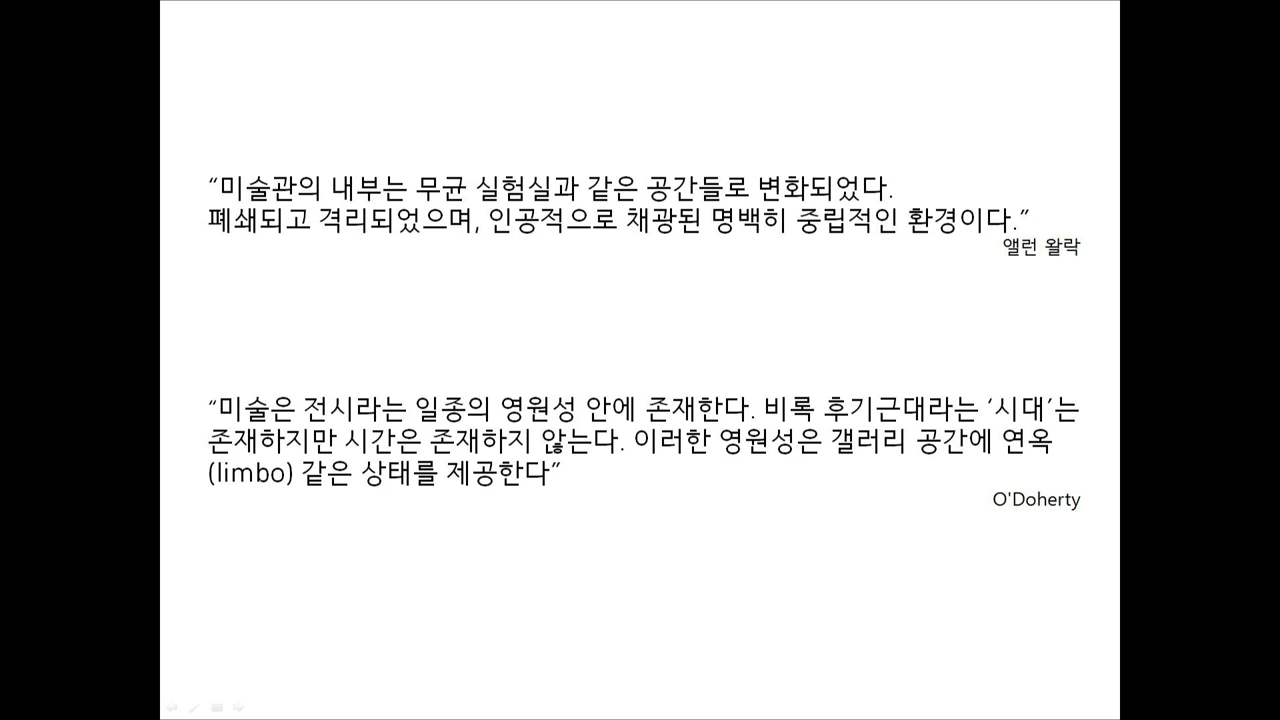 “미술관의 내부는 무균 실험실과 같은 공간들로 변화되었다.
폐쇄되고 격리되었으며, 인공적으로 채광된 명백히 중립적인 환경이다.”
앨런 왈락
“미술은 전시라는 일종의 영원성 안에 존재한다. 비록 후기근대라는 ‘시대’는
존재하지만 시간은 존재하지 않는다. 이러한 영원성은 갤러리 공간에 연옥
(limbo) 같은 상태를 제공한다”
O'Doherty